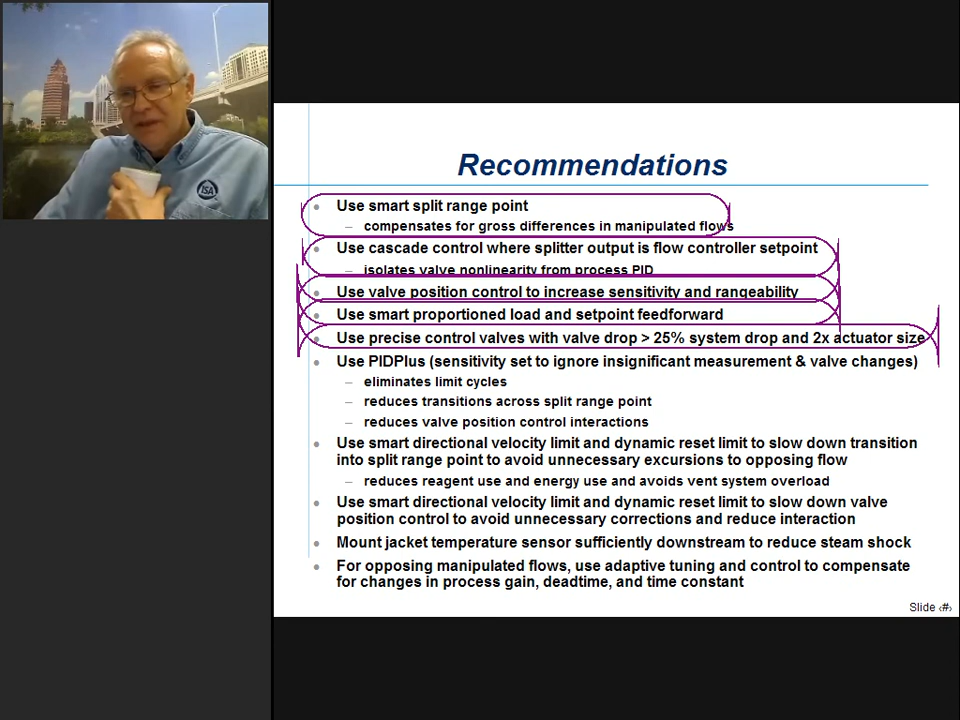 ISA
Recommendations
Use smart split range point
– compensates for gross differences in manipulated flows
Use cascade control where splitter output is flow controller setpoint
– isolates valve nonlinearity from process PID
Use valve position control to increase sensitivity and rangeability
Use smart proportioned load and setpoint feedforward
Use precise control valves with valve drop > 25% system drop and 2x actuator size
Use PIDPlus (sensitivity set to ignore insignificant measurement & valve changes)
– eliminates limit cycles
– reduces transitions across split range point
– reduces valve position control interactions
Use smart directional velocity limit and dynamic reset limit to slow down transition
into split range point to avoid unnecessary excursions to opposing flow
– reduces reagent use and energy use and avoids vent system overload
Use smart directional velocity limit and dynamic reset limit to slow down valve
position control to avoid unnecessary corrections and reduce interaction
Mount jacket temperature sensor sufficiently downstream to reduce steam shock
For opposing manipulated flows, use adaptive tuning and control to compensate
for changes in process gain, deadtime, and time constant
Slide ‹#›